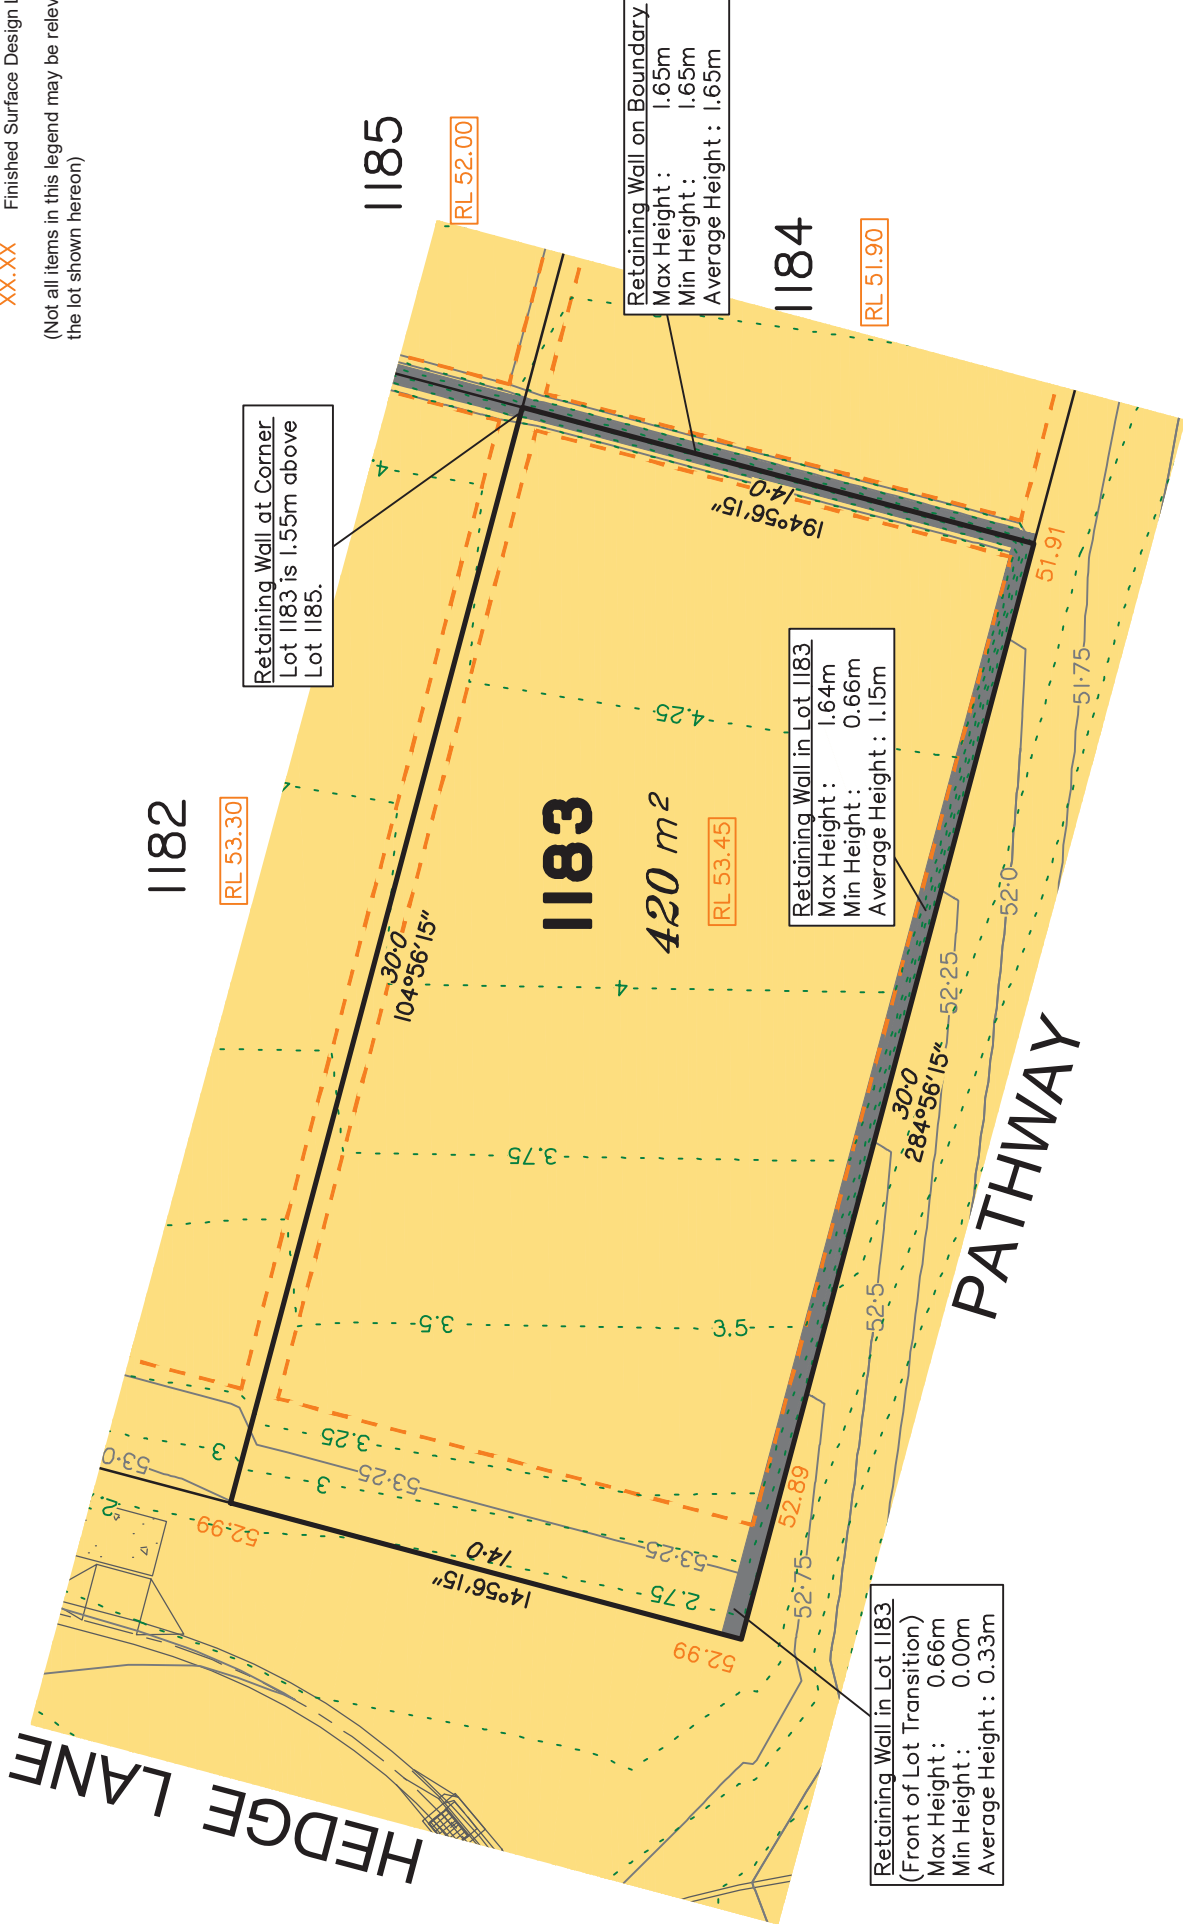 XX.XX Finished Surface Design L
(Not all items in this legend may be relev
the lot shown hereon)
1185
RL 52.00
Retaining Wall on Boundary
Max Height : 1.65m
Min Height : 1.65m
Average Height : 1.65m
1184
RL 51.90
Retaining Wall at Corner
Lot 1183 is 1.55m above
Lot 1185.
1182
RL 53.30
1183
420 m²
RL 53.45
Retaining Wall in Lot 1183
Max Height : 1.64m
Min Height : 0.66m
Average Height : 1.15m
Retaining Wall in Lot 1183
(Front of Lot Transition)
Max Height : 0.66m
Min Height : 0.00m
Average Height : 0.33m
30·0
104°56'15"
14·0
194°56'15"
30·0
284°56'15"
14·0
14°56'15"
51.91
52.89
52.99
52.99
4
4.25
4
3.75
3.5
3.5
3.25
3
3
2.75
53·0
53·25
53·25
52·75
52·5
52·25
52·0
51·75
PATHWAY
HEDGE LANE